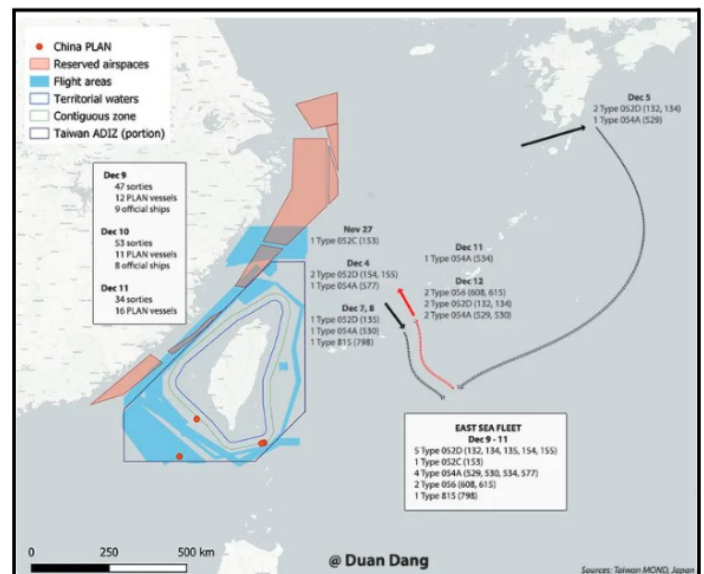 China PLAN
Reserved airspaces
Flight areas
Territorial waters
Contiguous zone
Taiwan ADIZ (portion)
Dec 9
47 sorties
12 PLAN vessels
9 official ships
Dec 10
53 sorties
11 PLAN vessels
8 official ships
Dec 11
34 sorties
16 PLAN vessels
Dec 5
2 Type 052D (132, 134)
1 Type 054A (529)
Nov 27
1 Type 052C (153)
Dec 4
2 Type 052D (154, 155)
1 Type 054A (577)
Dec 7, 8
1 Type 052D (135)
1 Type 054A (530)
1 Type 815 (798)
Dec 11
1 Type 054A (534)
Dec 12
2 Type 056 (608, 615)
2 Type 052D (132, 134)
2 Type 054A (529, 530)
EAST SEA FLEET
Dec 9 - 11
5 Type 052D (132, 134, 135, 154, 155)
1 Type 052C (153)
4 Type 054A (529, 530, 534, 577)
2 Type 056 (608, 615)
1 Type 815 (798)
0 250 500 km
@ Duan Dang
Sources: Taiwan MOND, Japan